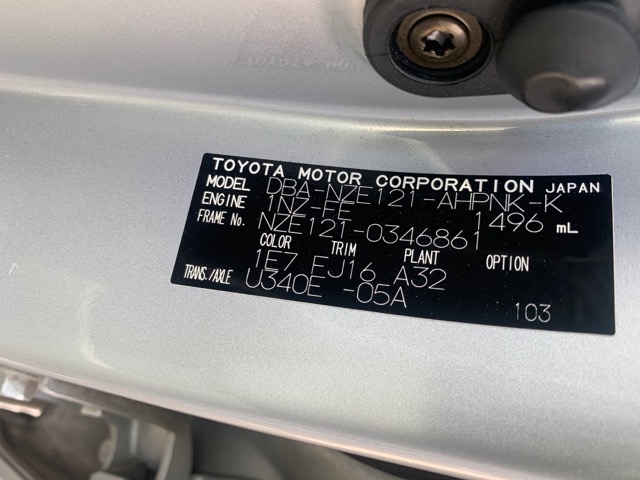 TOYOTA MOTOR CORPORATION JAPAN
MODEL DBA-NZE121-AHPNK-K
ENGINE 1NZ-FE 1496 mL
FRAME No. NZE121-0346861
COLOR TRIM PLANT OPTION
1E7 FJ16 A32
TRANS./AXLE U340E -05A
103